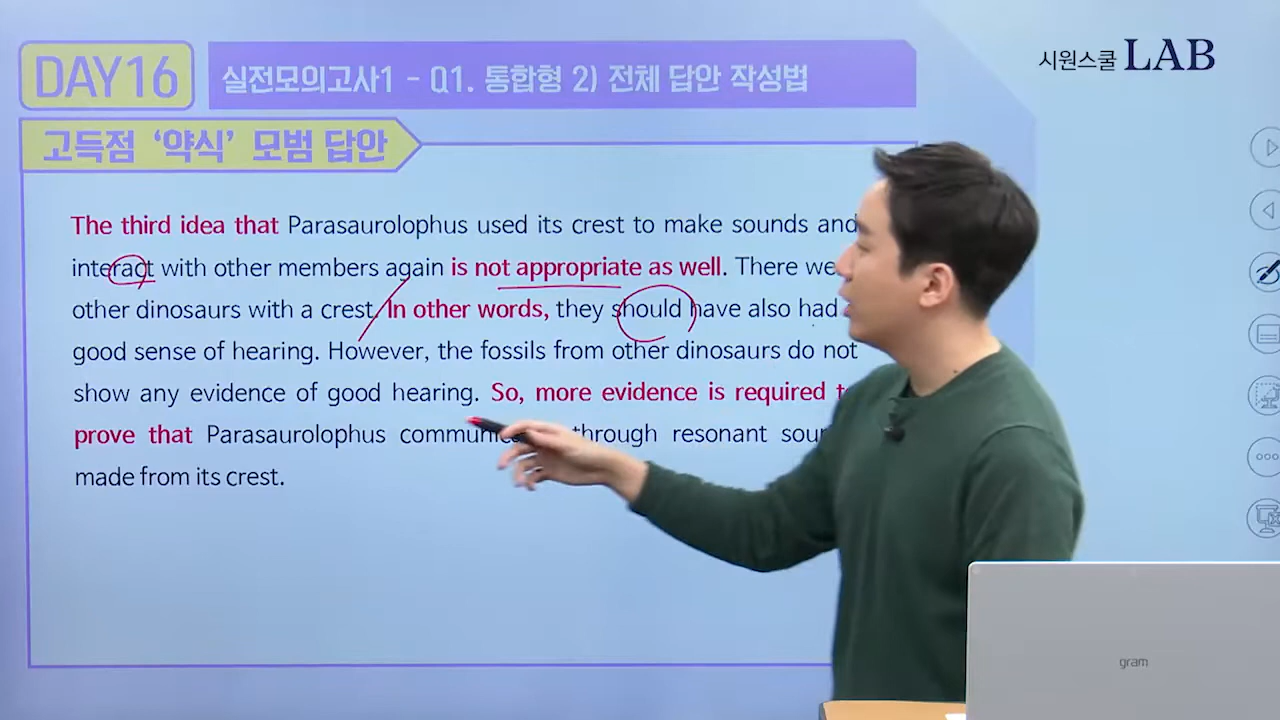 시원스쿨 LAB
DAY16
실전모의고사1 - Q1. 통합형 2) 전체 답안 작성법
고득점 ‘약식’ 모범 답안
The third idea that Parasaurolophus used its crest to make sounds and
interact with other members again is not appropriate as well. There
other dinosaurs with a crest. In other words, they should have also had
good sense of hearing. However, the fossils from other dinosaurs do not
show any evidence of good hearing. So, more evidence is required
prove that Parasaurolophus through resonant
made from its crest.
gram